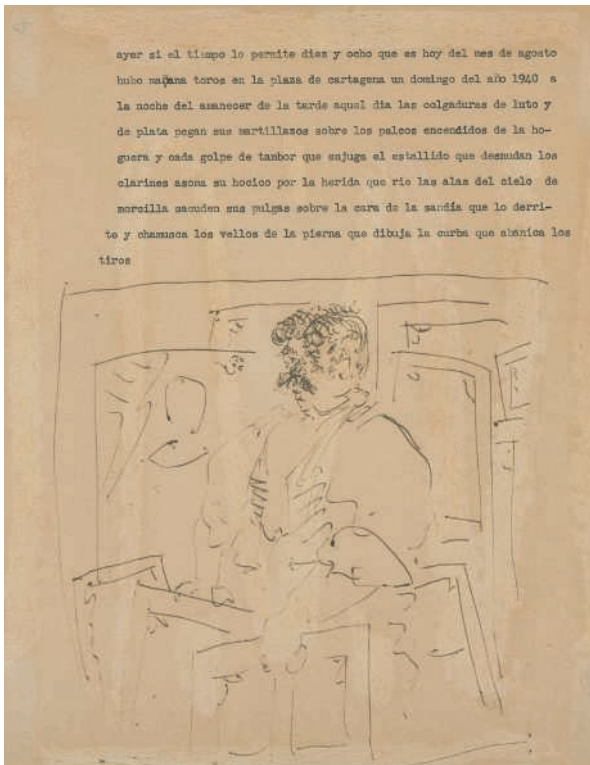 ayer si el tiempo lo permite diez y ocho que es hoy del mes de agosto
hubo mañana toros en la plaza de cartagena un domingo del año 1940 a
la noche del amanecer de la tarde aquel dia las colgaduras de luto y
de plata pegan sus martillazos sobre los palcos encendidos de la ho-
guera y cada golpe de tambor que enjuga el estallido que desnudan los
clarines asoma su hocico por la herida que rie las alas del cielo de
morcilla sacuden sus pulgas sobre la cara de la sandía que lo derri-
te y chamusca los vellos de la pierna que dibuja la curba que abanica los
tiros